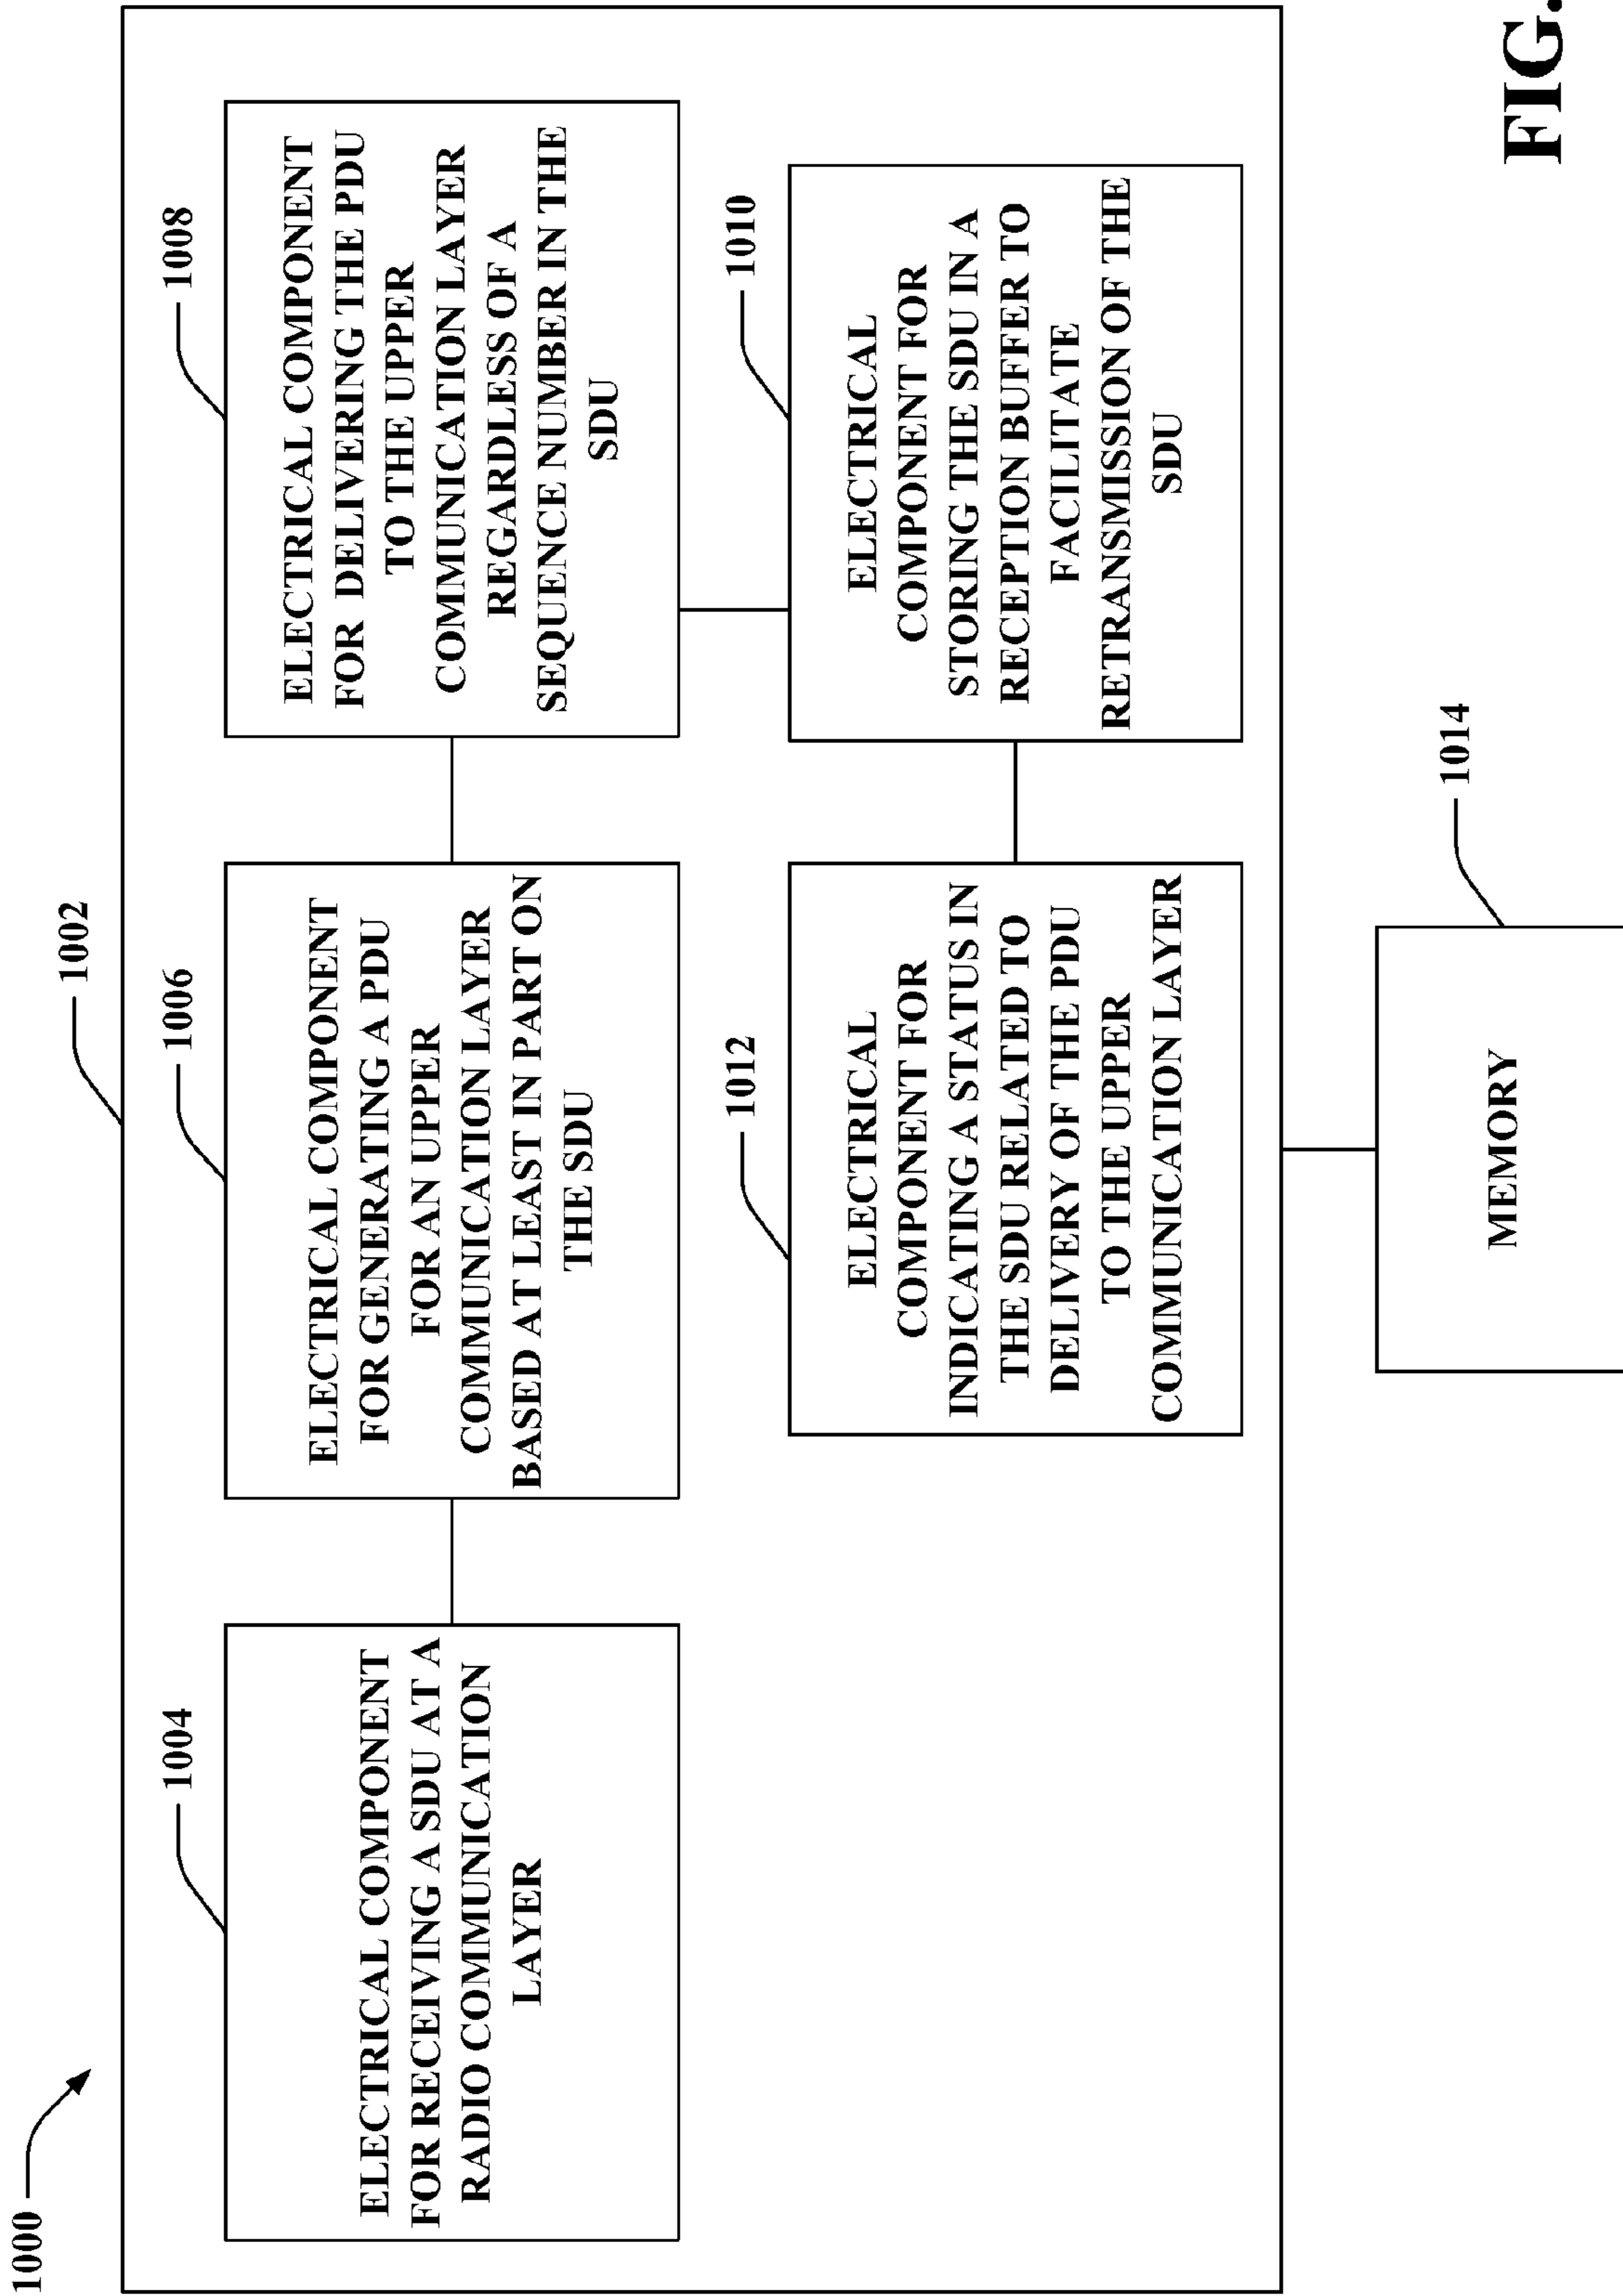 1000
1002
1004
ELECTRICAL COMPONENT
FOR RECEIVING A SDU AT A
RADIO COMMUNICATION
LAYER
1006
ELECTRICAL COMPONENT
FOR GENERATING A PDU
FOR AN UPPER
COMMUNICATION LAYER
BASED AT LEAST IN PART ON
THE SDU
1008
ELECTRICAL COMPONENT
FOR DELIVERING THE PDU
TO THE UPPER
COMMUNICATION LAYER
REGARDLESS OF A
SEQUENCE NUMBER IN THE
SDU
1012
ELECTRICAL
COMPONENT FOR
INDICATING A STATUS IN
THE SDU RELATED TO
DELIVERY OF THE PDU
TO THE UPPER
COMMUNICATION LAYER
1010
ELECTRICAL
COMPONENT FOR
STORING THE SDU IN A
RECEPTION BUFFER TO
FACILITATE
RETRANSMISSION OF THE
SDU
1014
MEMORY
FIG.